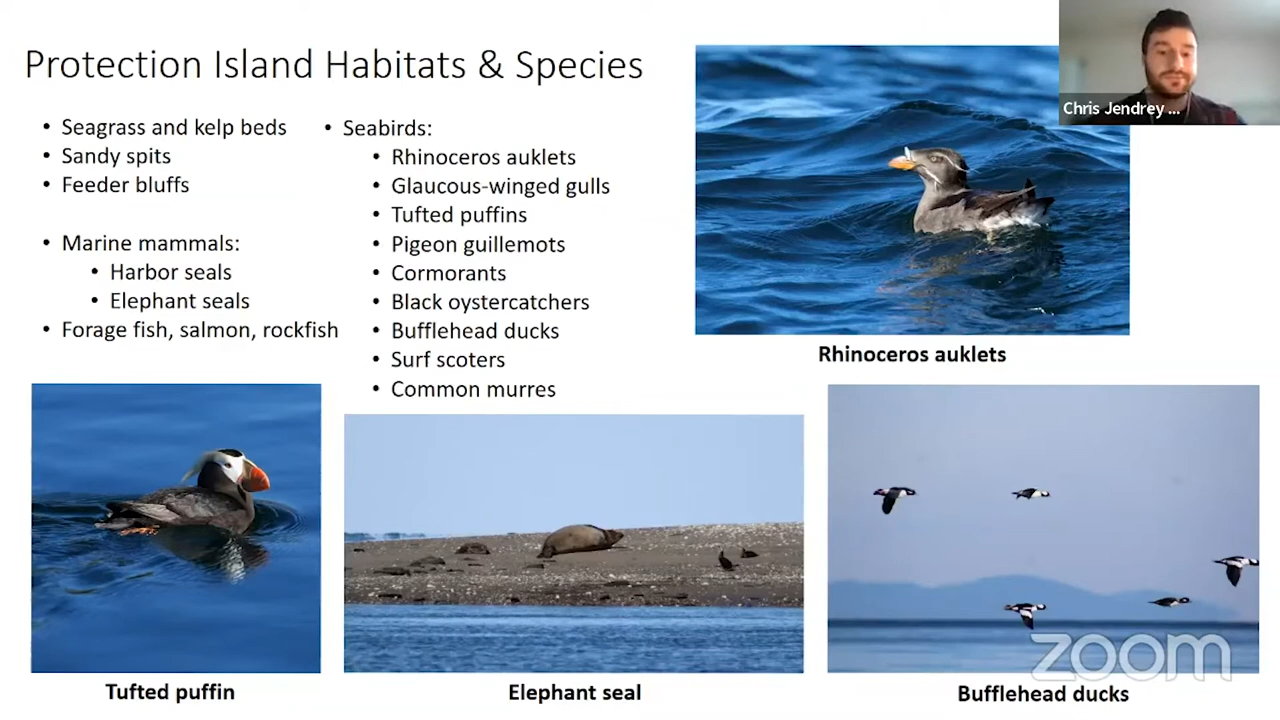 Protection Island Habitats & Species
• Seagrass and kelp beds
• Sandy spits
• Feeder bluffs
• Marine mammals:
• Harbor seals
• Elephant seals
• Forage fish, salmon, rockfish
• Seabirds:
• Rhinoceros auklets
• Glaucous-winged gulls
• Tufted puffins
• Pigeon guillemots
• Cormorants
• Black oystercatchers
• Bufflehead ducks
• Surf scoters
• Common murres
Chris Jendrey ...
Rhinoceros auklets
Tufted puffin
Elephant seal
Bufflehead ducks
zoom